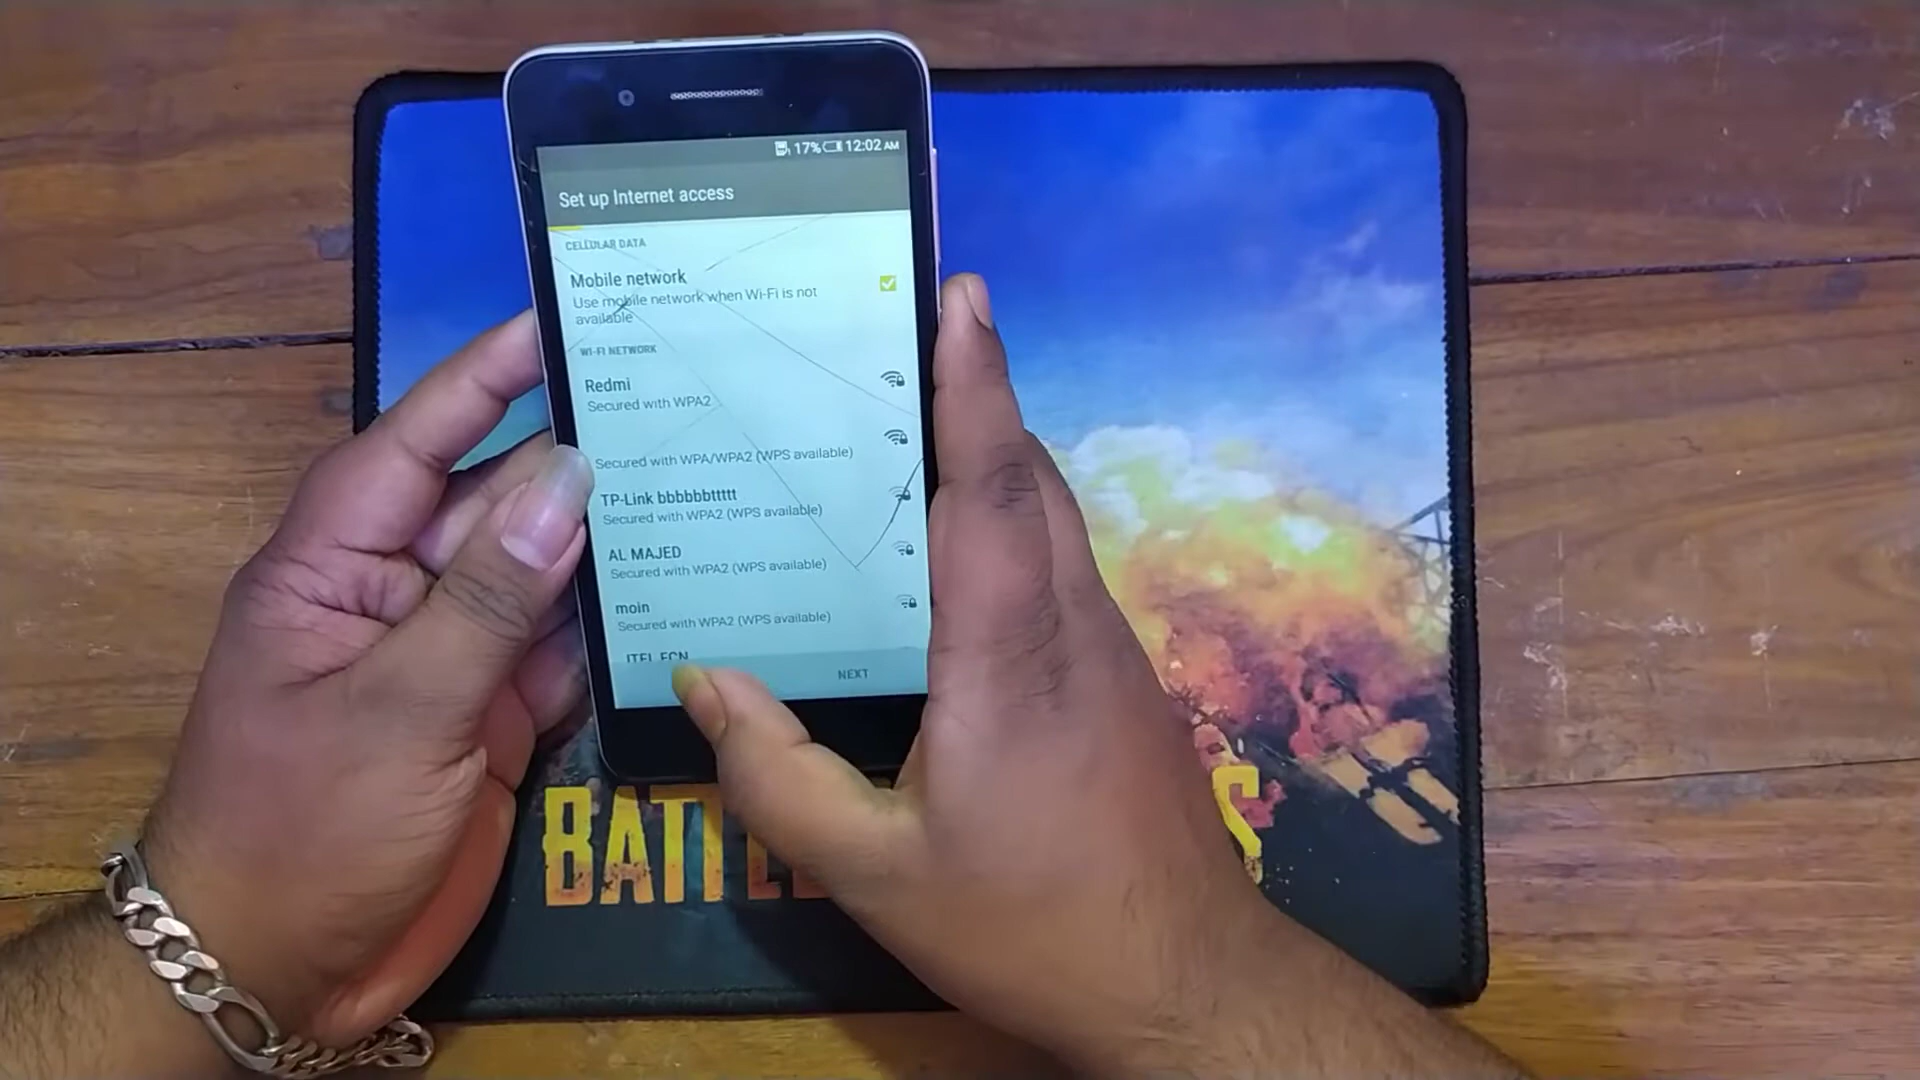 17% 12:02 AM
Set up Internet access
CELLULAR DATA
Mobile network
Use mobile network when Wi-Fi is not
available
WI-FI NETWORK
Redmi
Secured with WPA2
Secured with WPA/WPA2 (WPS available)
TP-Link bbbbbbttttt
Secured with WPA2 (WPS available)
AL MAJED
Secured with WPA2 (WPS available)
moin
Secured with WPA2 (WPS available)
NEXT